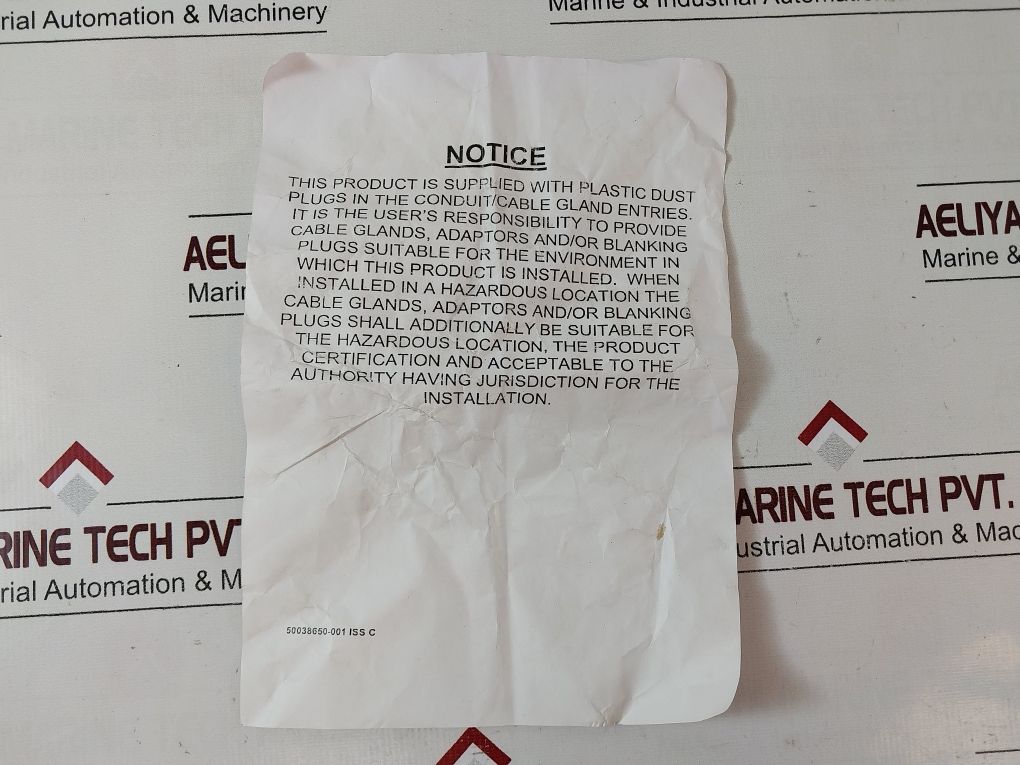 rial Automation & Machinery
Marine & Industrial Automation
NOTICE
THIS PRODUCT IS SUPPLIED WITH PLASTIC DUST
PLUGS IN THE CONDUIT/CABLE GLAND ENTRIES.
IT IS THE USER'S RESPONSIBILITY TO PROVIDE
CABLE GLANDS, ADAPTORS AND/OR BLANKING
PLUGS SUITABLE FOR THE ENVIRONMENT IN
WHICH THIS PRODUCT IS INSTALLED. WHEN
INSTALLED IN A HAZARDOUS LOCATION THE
CABLE GLANDS, ADAPTORS AND/OR BLANKING
PLUGS SHALL ADDITIONALLY BE SUITABLE FOR
THE HAZARDOUS LOCATION, THE PRODUCT
CERTIFICATION AND ACCEPTABLE TO THE
AUTHORITY HAVING JURISDICTION FOR THE
INSTALLATION.
50038650-001 ISS C
AEL
Marin
AELIYA
Marine &
RINE TECH PVT
rial Automation & M
ARINE TECH PVT.
ustrial Automation & Mac